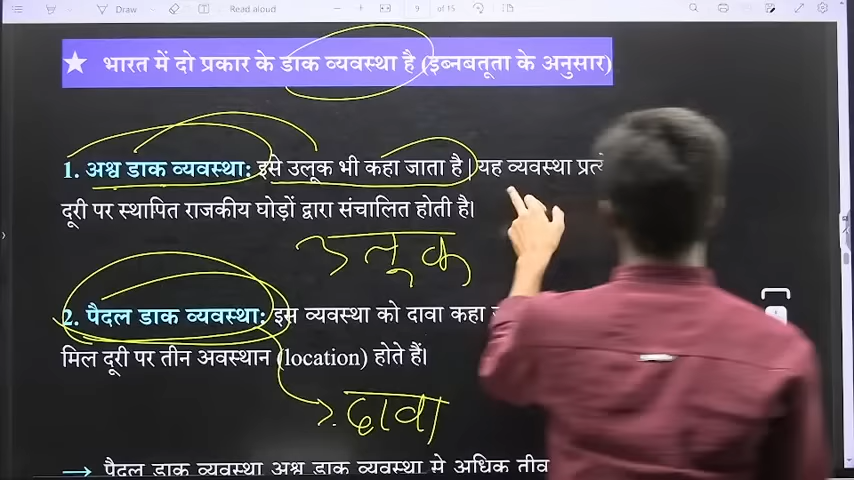 Draw
Read aloud
9 of 15
★ भारत में दो प्रकार के डाक व्यवस्था है (इब्नबतूता के अनुसार)
1. अश्व डाक व्यवस्था: इसे उलूक भी कहा जाता है | यह व्यवस्था
दूरी पर स्थापित राजकीय घोड़ों द्वारा संचालित होती है।
उलूक
2. पैदल डाक व्यवस्था: इस व्यवस्था को दावा कहा
मिल दूरी पर तीन अवस्थान (location) होते हैं।
दावा
→ पैदल डाक व्यवस्था अश्व डाक व्यवस्था से अधिक तीव